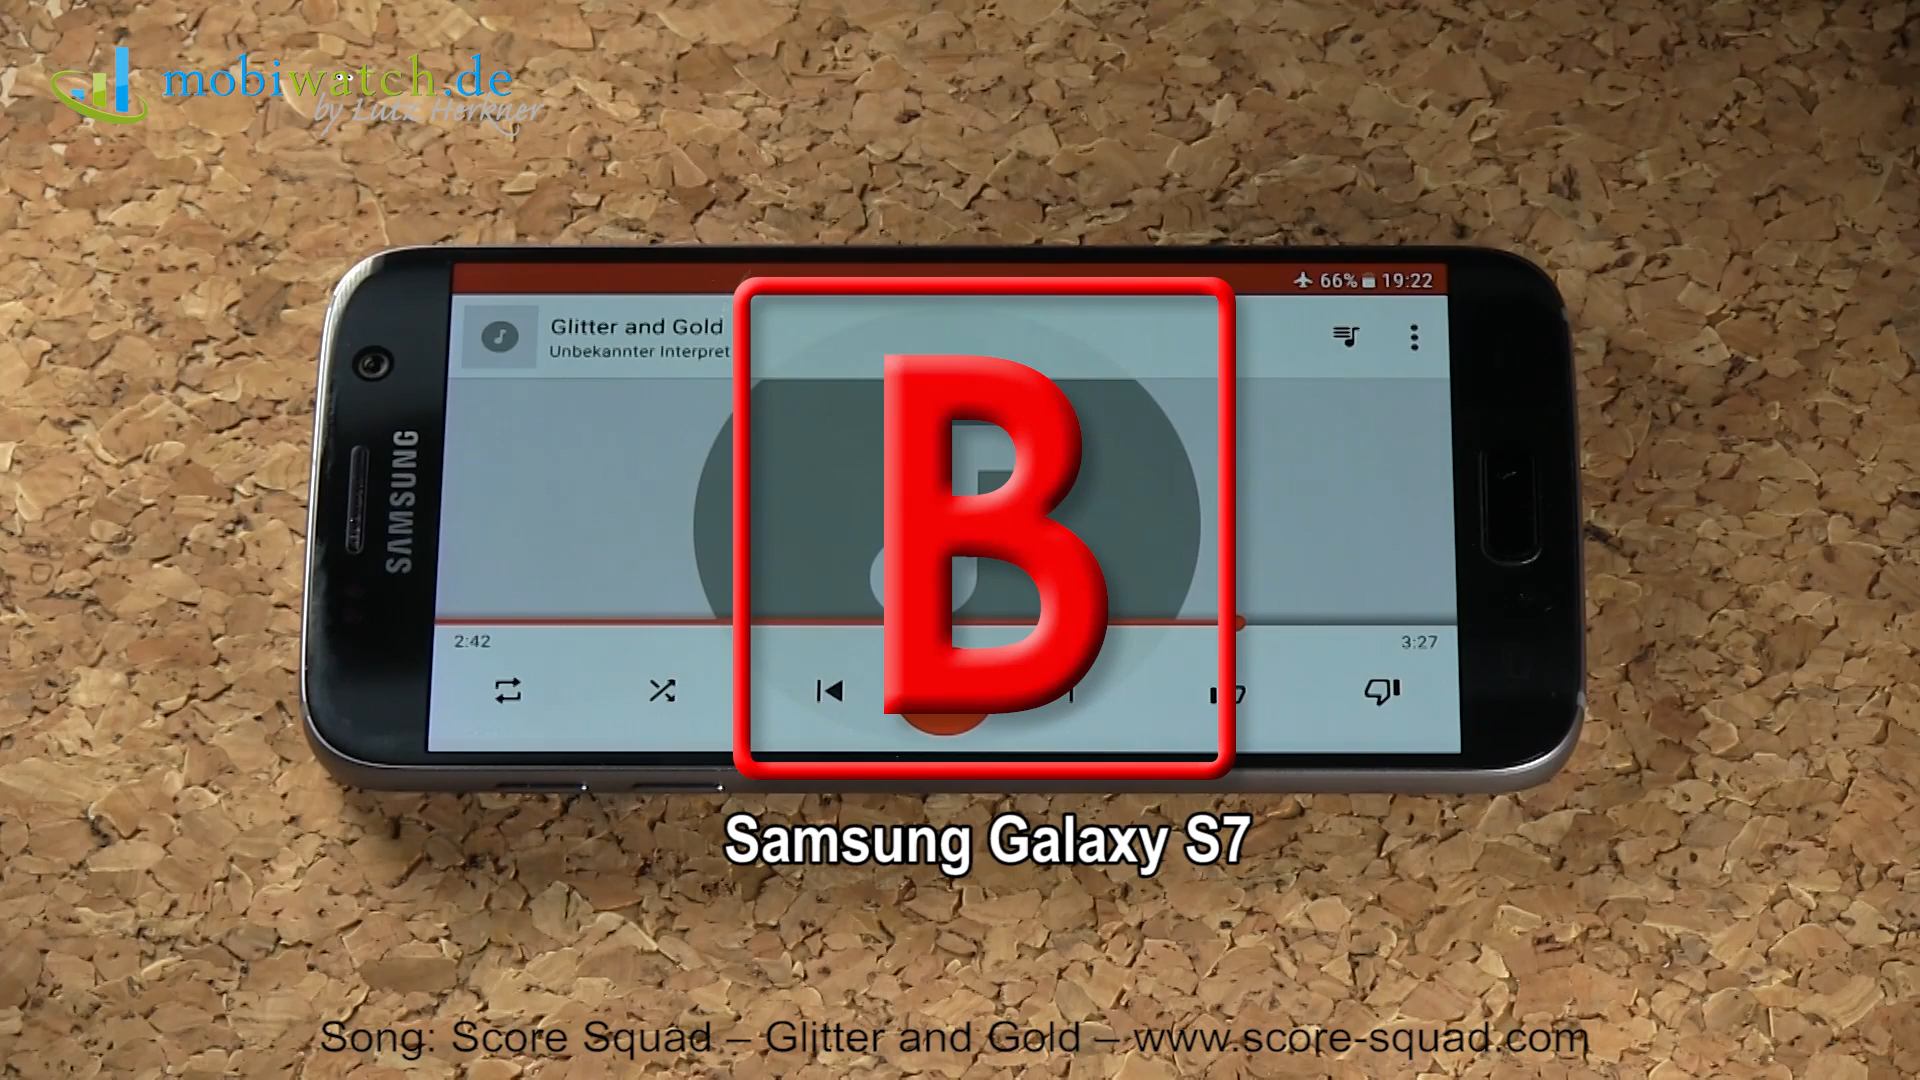 mobiwatch.de
by Lutz Herkner
66% 19:22
Glitter and Gold
Unbekannter Interpret
SAMSUNG
B
2:42
3:27
Samsung Galaxy S7
Song: Score Squad – Glitter and Gold – www.score-squad.com